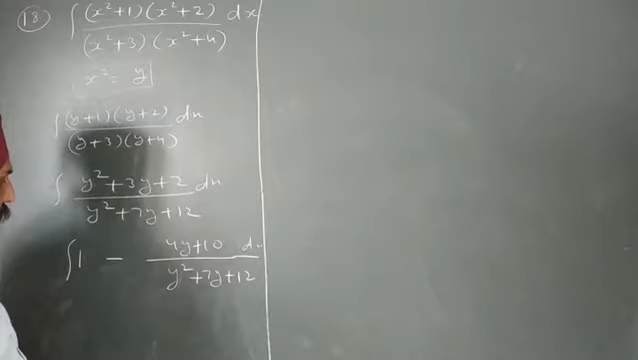 (18) ∫ (x²+1)(x²+2) dx / (x²+3)(x²+4)
x² = y
∫ (y+1)(y+2) dx / (y+3)(y+4)
∫ y²+3y+2 dx / y²+7y+12
∫ 1 − 4y+10 dx / y²+7y+12